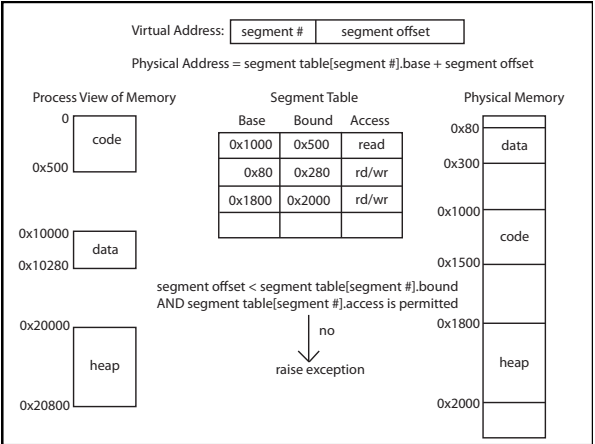 Virtual Address: segment # segment offset
Physical Address = segment table[segment #].base + segment offset
Process View of Memory
0
code
0x500
0x10000
data
0x10280
0x20000
heap
0x20800
Segment Table
Base Bound Access
0x1000 0x500 read
0x80 0x280 rd/wr
0x1800 0x2000 rd/wr
segment offset < segment table[segment #].bound
AND segment table[segment #].access is permitted
no
raise exception
Physical Memory
0x80
data
0x300
0x1000
code
0x1500
0x1800
heap
0x2000